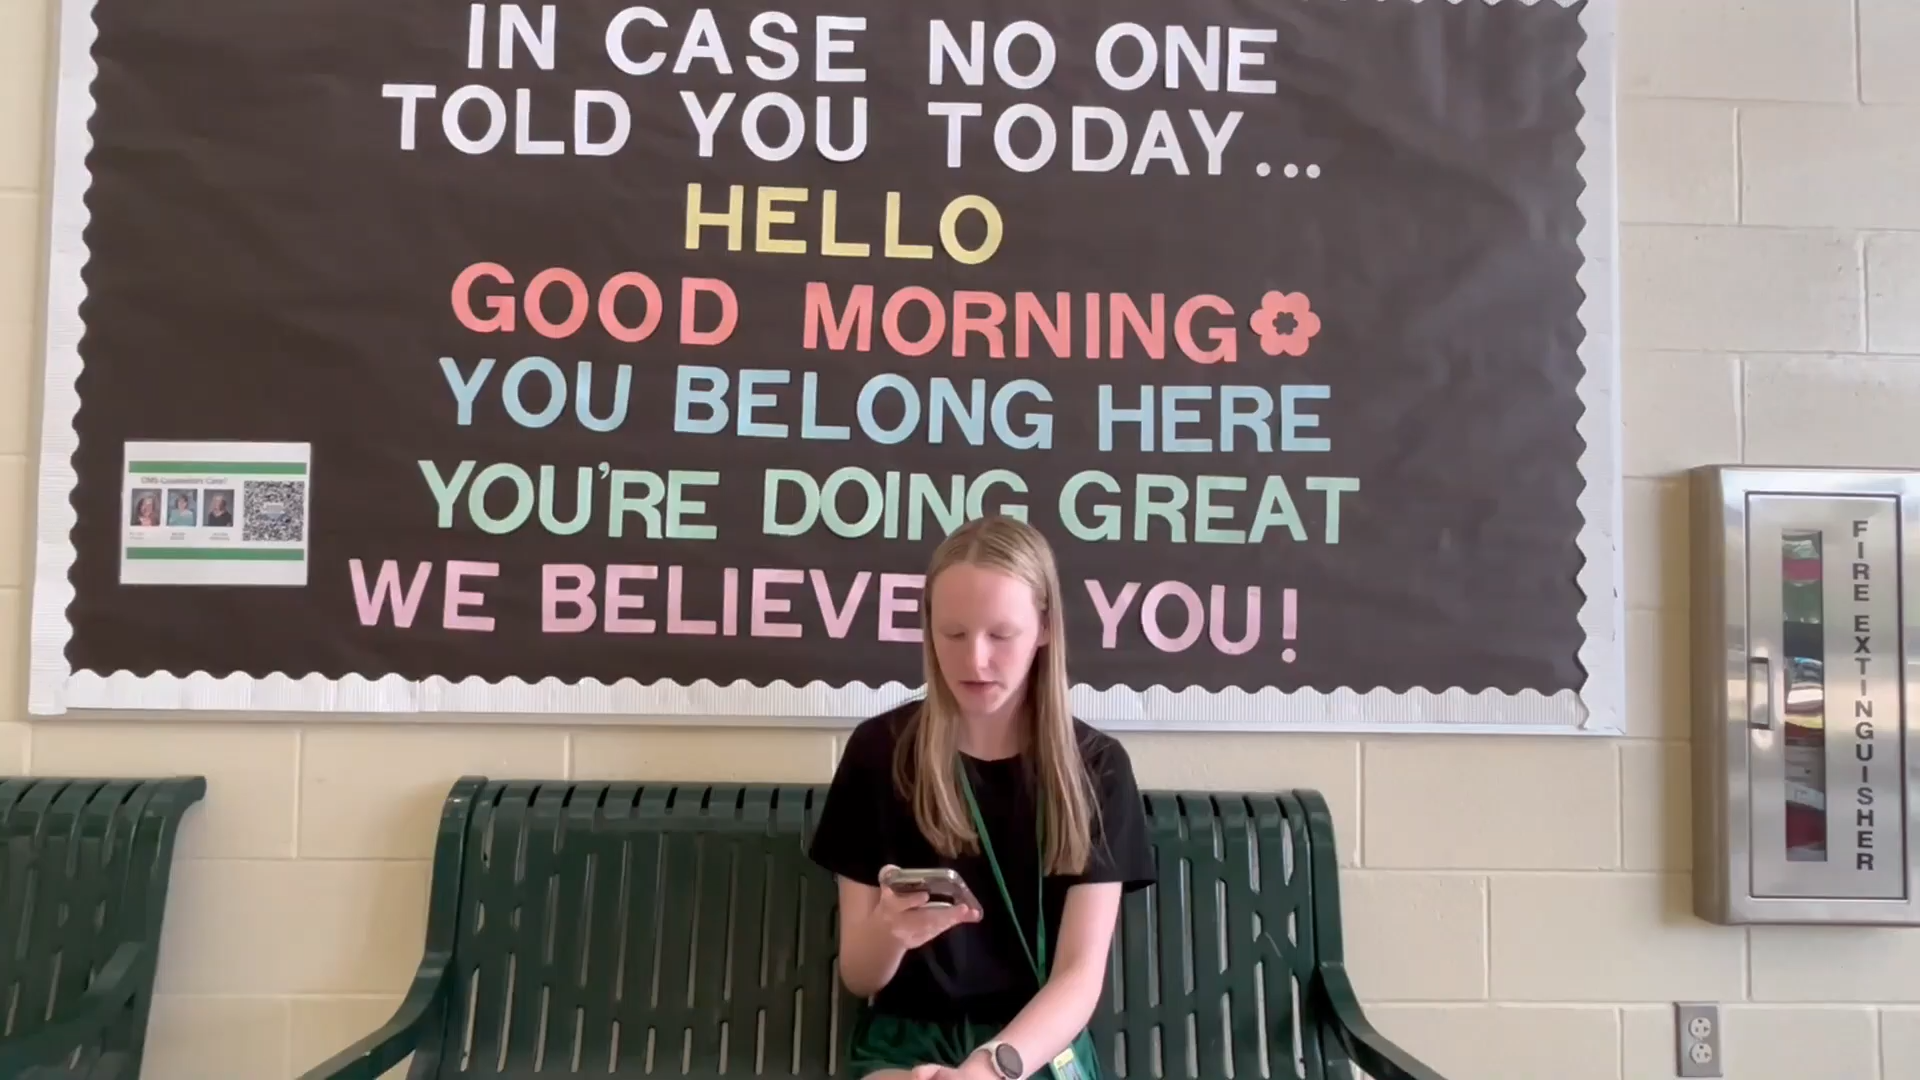 IN CASE NO ONE
TOLD YOU TODAY...
HELLO
GOOD MORNING
YOU BELONG HERE
YOU'RE DOING GREAT
WE BELIEVE YOU!
FIRE EXTINGUISHER